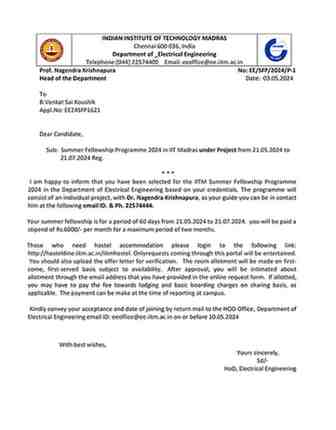 INDIAN INSTITUTE OF TECHNOLOGY MADRAS
Chennai 600 036, India
Department of _Electrical Engineering
Telephone:(044) 22574400 Email: eeoffice@ee.iitm.ac.in
Prof. Nagendra Krishnapura No: EE/SFP/2024/P-1
Head of the Department Date: 03.05.2024
To
B.Venkat Sai Koushik
Appl.No: EE24SFP1621
Dear Candidate,
Sub: Summer Fellowship Programme 2024 in IIT Madras under Project from 21.05.2024 to
21.07.2024 Reg.
* * *
I am happy to inform that you have been selected for the IITM Summer Fellowship Programme
2024 in the Department of Electrical Engineering based on your credentials. The programme will
consist of an individual project, with Dr. Nagendra Krishnapura, as your guide you can be in contact
him at the following email ID. & Ph. 22574444.
Your summer fellowship is for a period of 60 days from 21.05.2024 to 21.07.2024. you will be paid a
stipend of Rs.6000/- per month for a maximum period of two months.
Those who need hostel accommodation please login to the following link:
http://hosteldine.iitm.ac.in/iitmhostel. Onlyrequests coming through this portal will be entertained.
You should also upload the offer letter for verification. The room allotment will be made on first-
come, first-served basis subject to availability. After approval, you will be intimated about
allotment through the email address that you have provided in the online request form. If allotted,
you may have to pay the fee towards lodging and basic boarding charges on sharing basis, as
applicable. The payment can be made at the time of reporting at campus.
Kindly convey your acceptance and date of joining by return mail to the HOD Office, Department of
Electrical Engineering email ID: eeoffice@ee.iitm.ac.in on or before 10.05.2024
With best wishes,
Yours sincerely,
Sd/-
HoD, Electrical Engineering